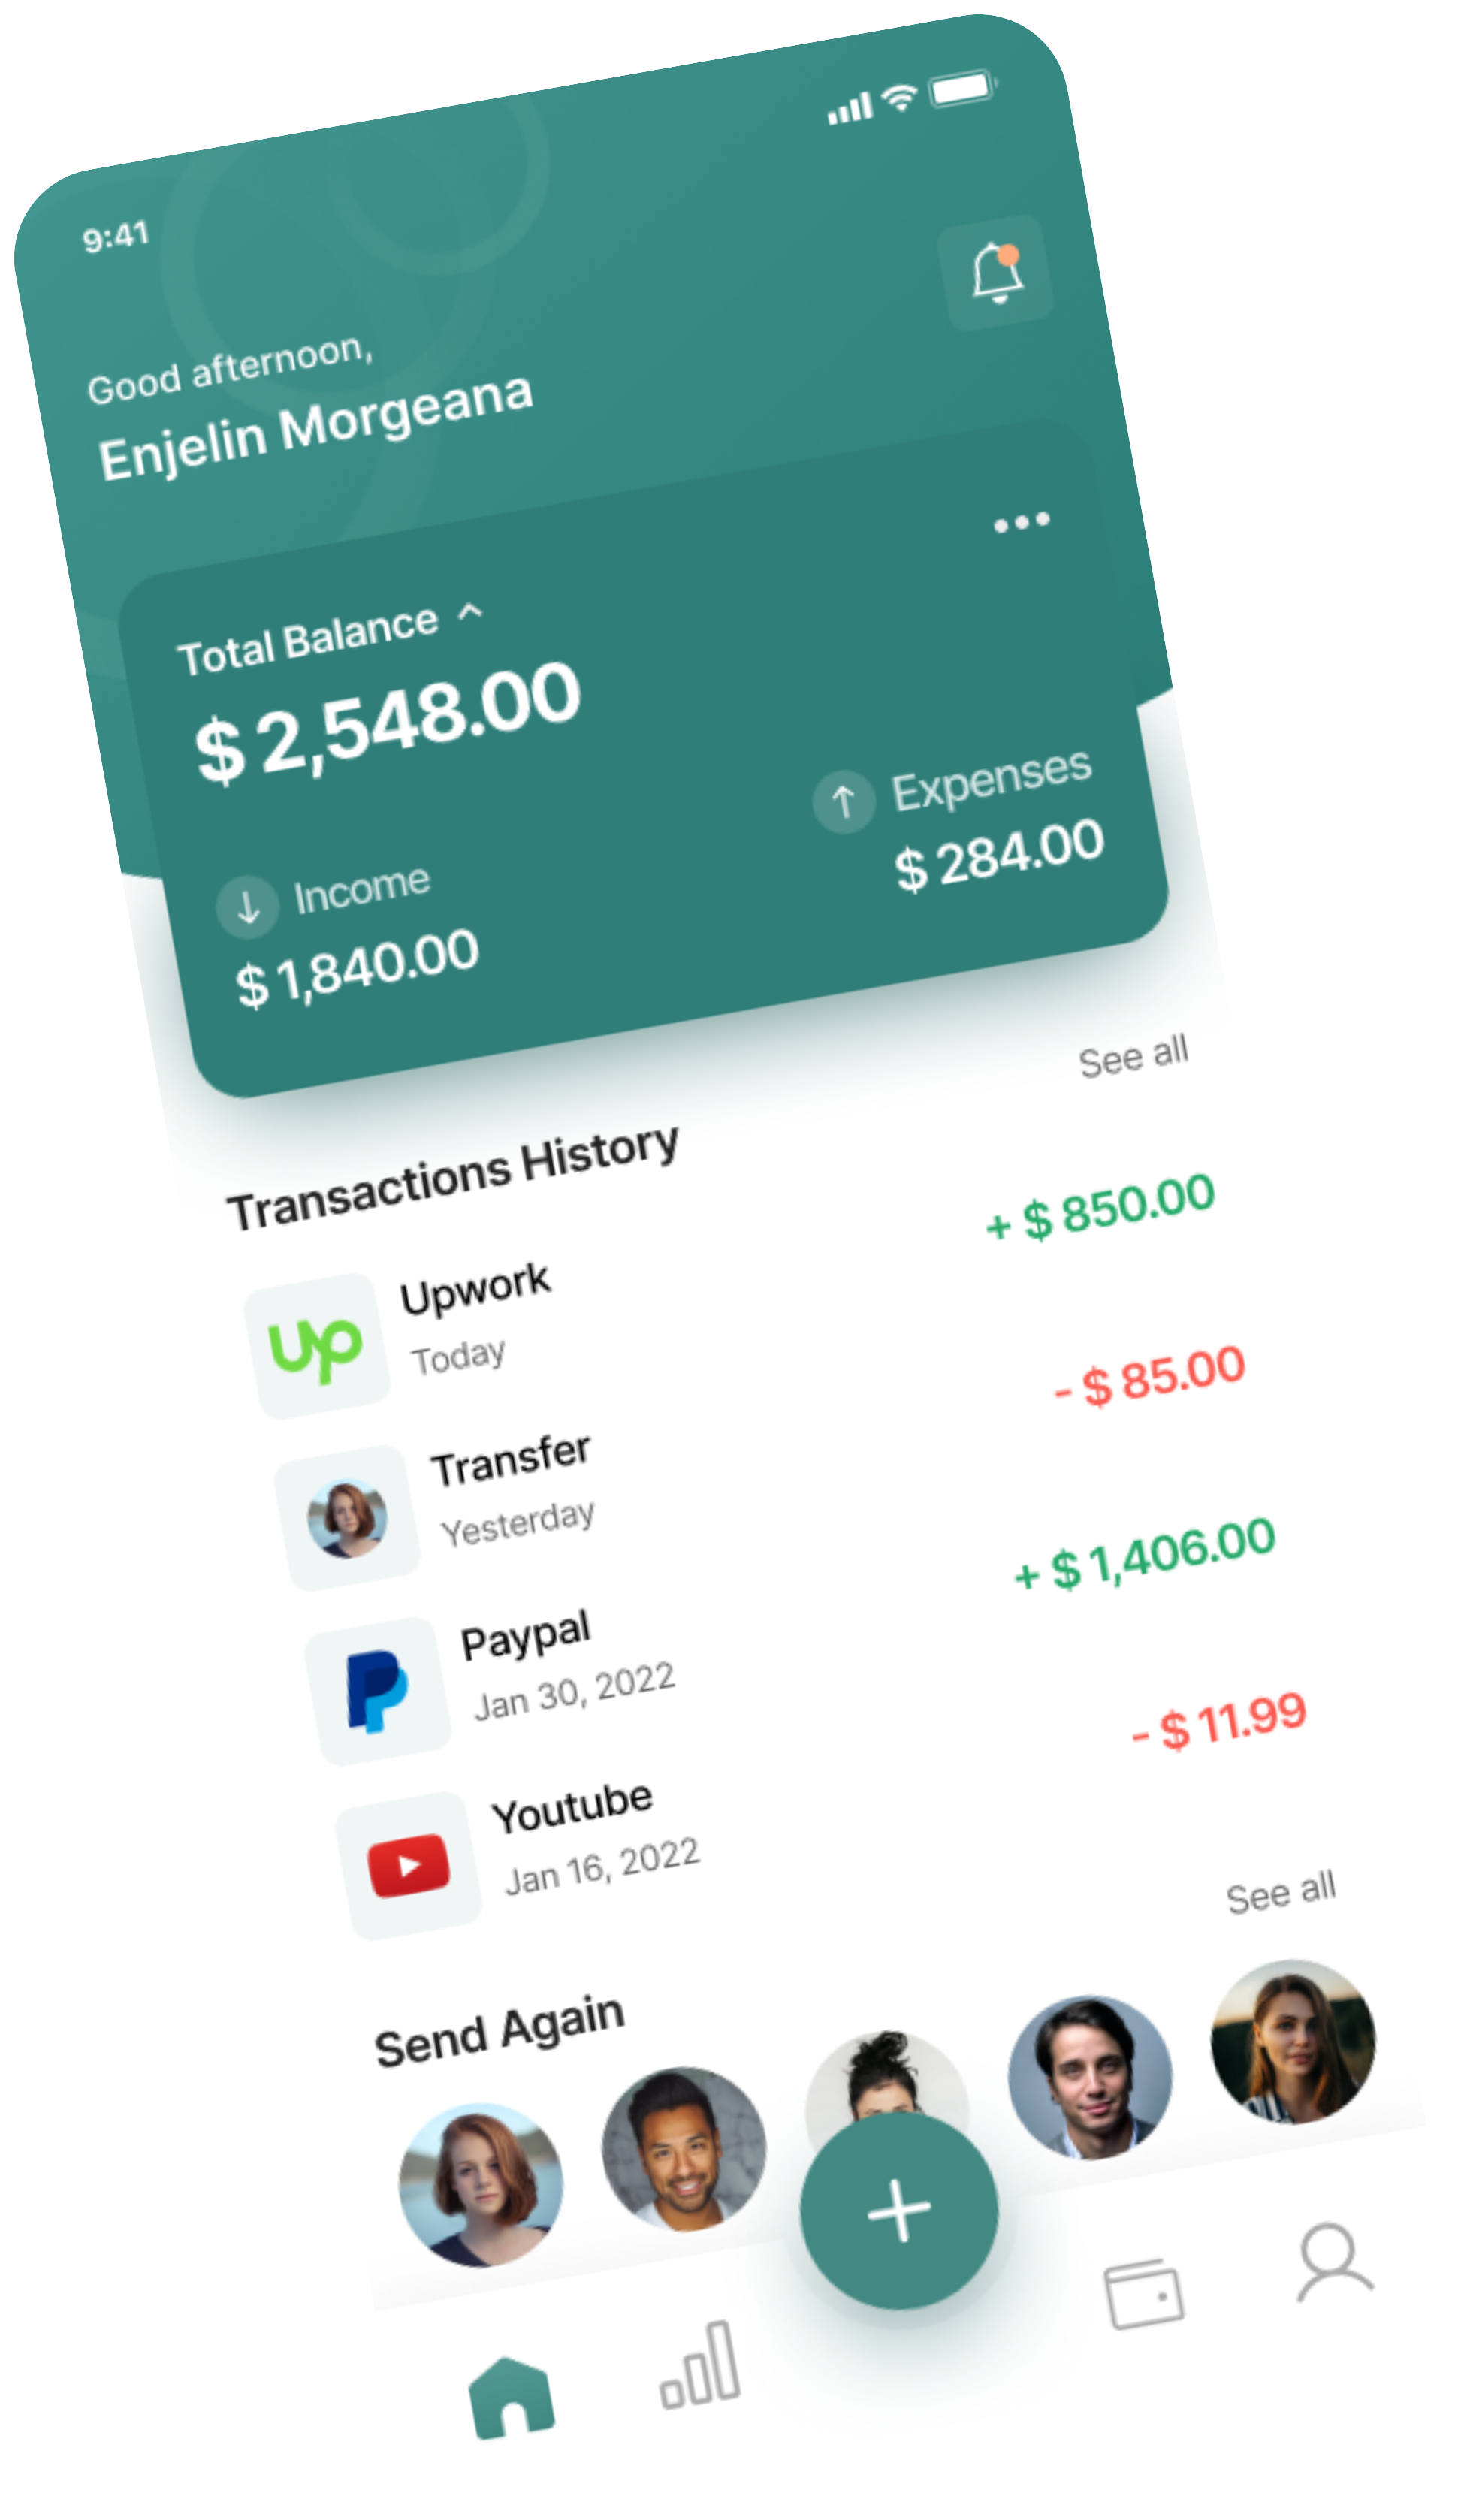 9:41
Good afternoon,
Enjelin Morgeana
Total Balance
$ 2,548.00
Income
$ 1,840.00
Expenses
$ 284.00
Transactions History
See all
up
Upwork
Today
+ $ 850.00
Transfer
Yesterday
- $ 85.00
Paypal
Jan 30, 2022
+ $ 1,406.00
Youtube
Jan 16, 2022
- $ 11.99
Send Again
See all